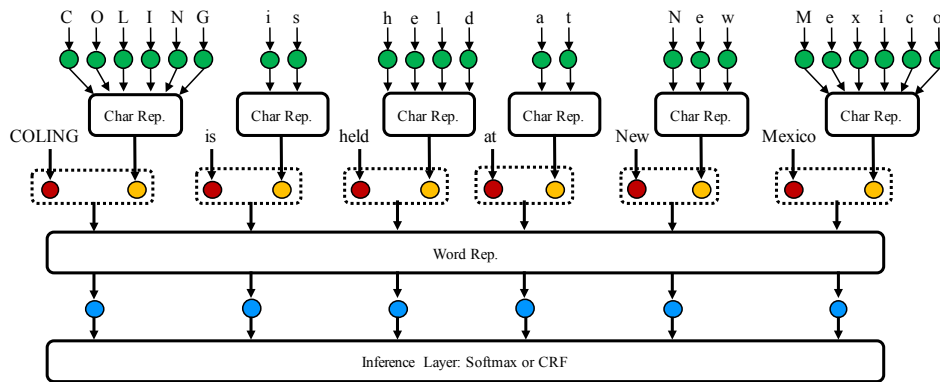 C O L I N G i s h e l d a t N e w M e x i c o
Char Rep. Char Rep. Char Rep. Char Rep. Char Rep. Char Rep.
COLING is held at New Mexico
Word Rep.
Inference Layer: Softmax or CRF